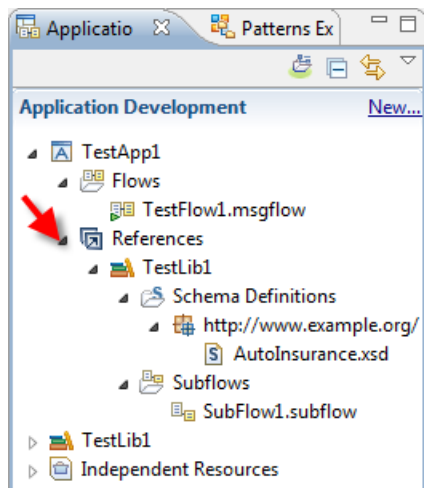 Applicatio Patterns Ex
Application Development New...
TestApp1
Flows
TestFlow1.msgflow
References
TestLib1
Schema Definitions
http://www.example.org/
AutoInsurance.xsd
Subflows
SubFlow1.subflow
TestLib1
Independent Resources